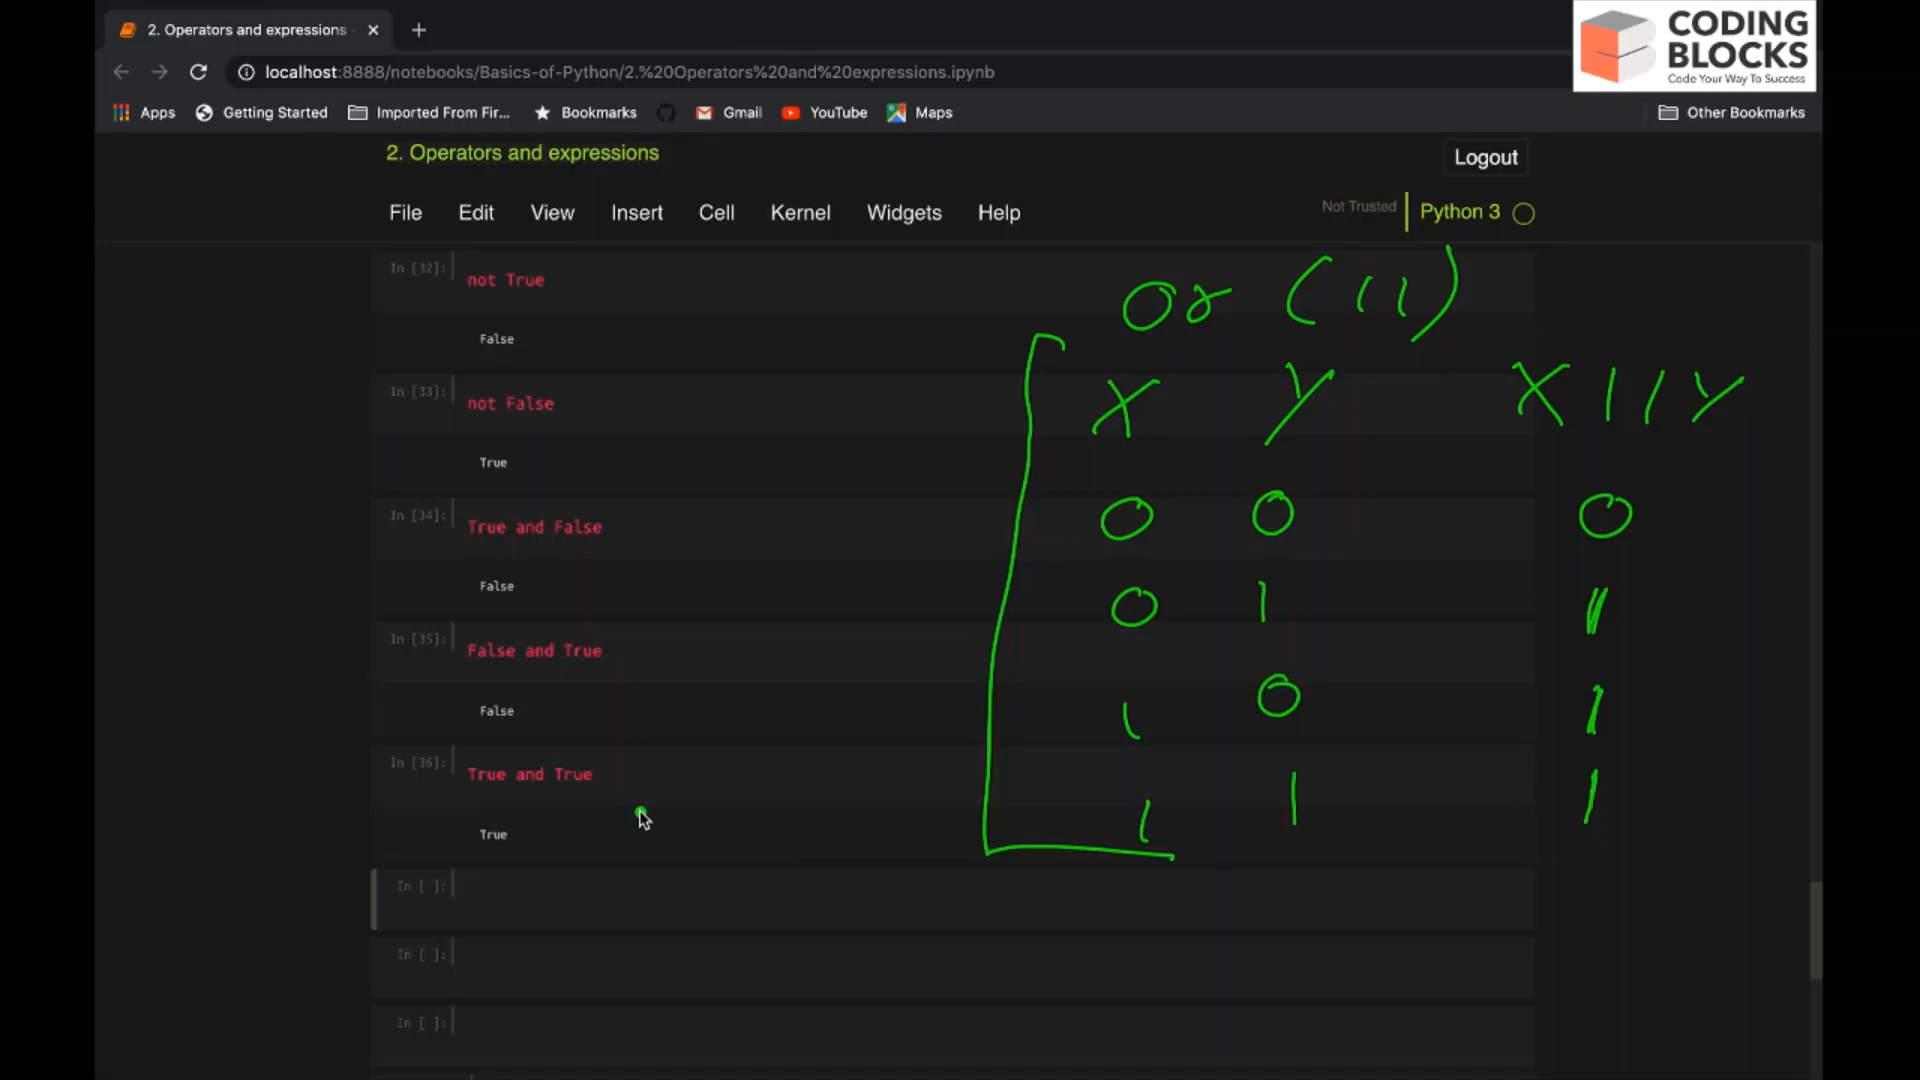 2. Operators and expressions
CODING
BLOCKS
Code Your Way To Success
localhost:8888/notebooks/Basics-of-Python/2.%20Operators%20and%20expressions.ipynb
Apps Getting Started Imported From Fir... Bookmarks Gmail YouTube Maps Other Bookmarks
2. Operators and expressions Logout
File Edit View Insert Cell Kernel Widgets Help Not Trusted Python 3
In [32]: not True
False
In [33]: not False
True
In [34]: True and False
False
In [35]: False and True
False
In [36]: True and True
True
In [ ]:
In [ ]:
In [ ]:
Or (||)
X Y X||Y
0 0 0
0 1 1
1 0 1
1 1 1